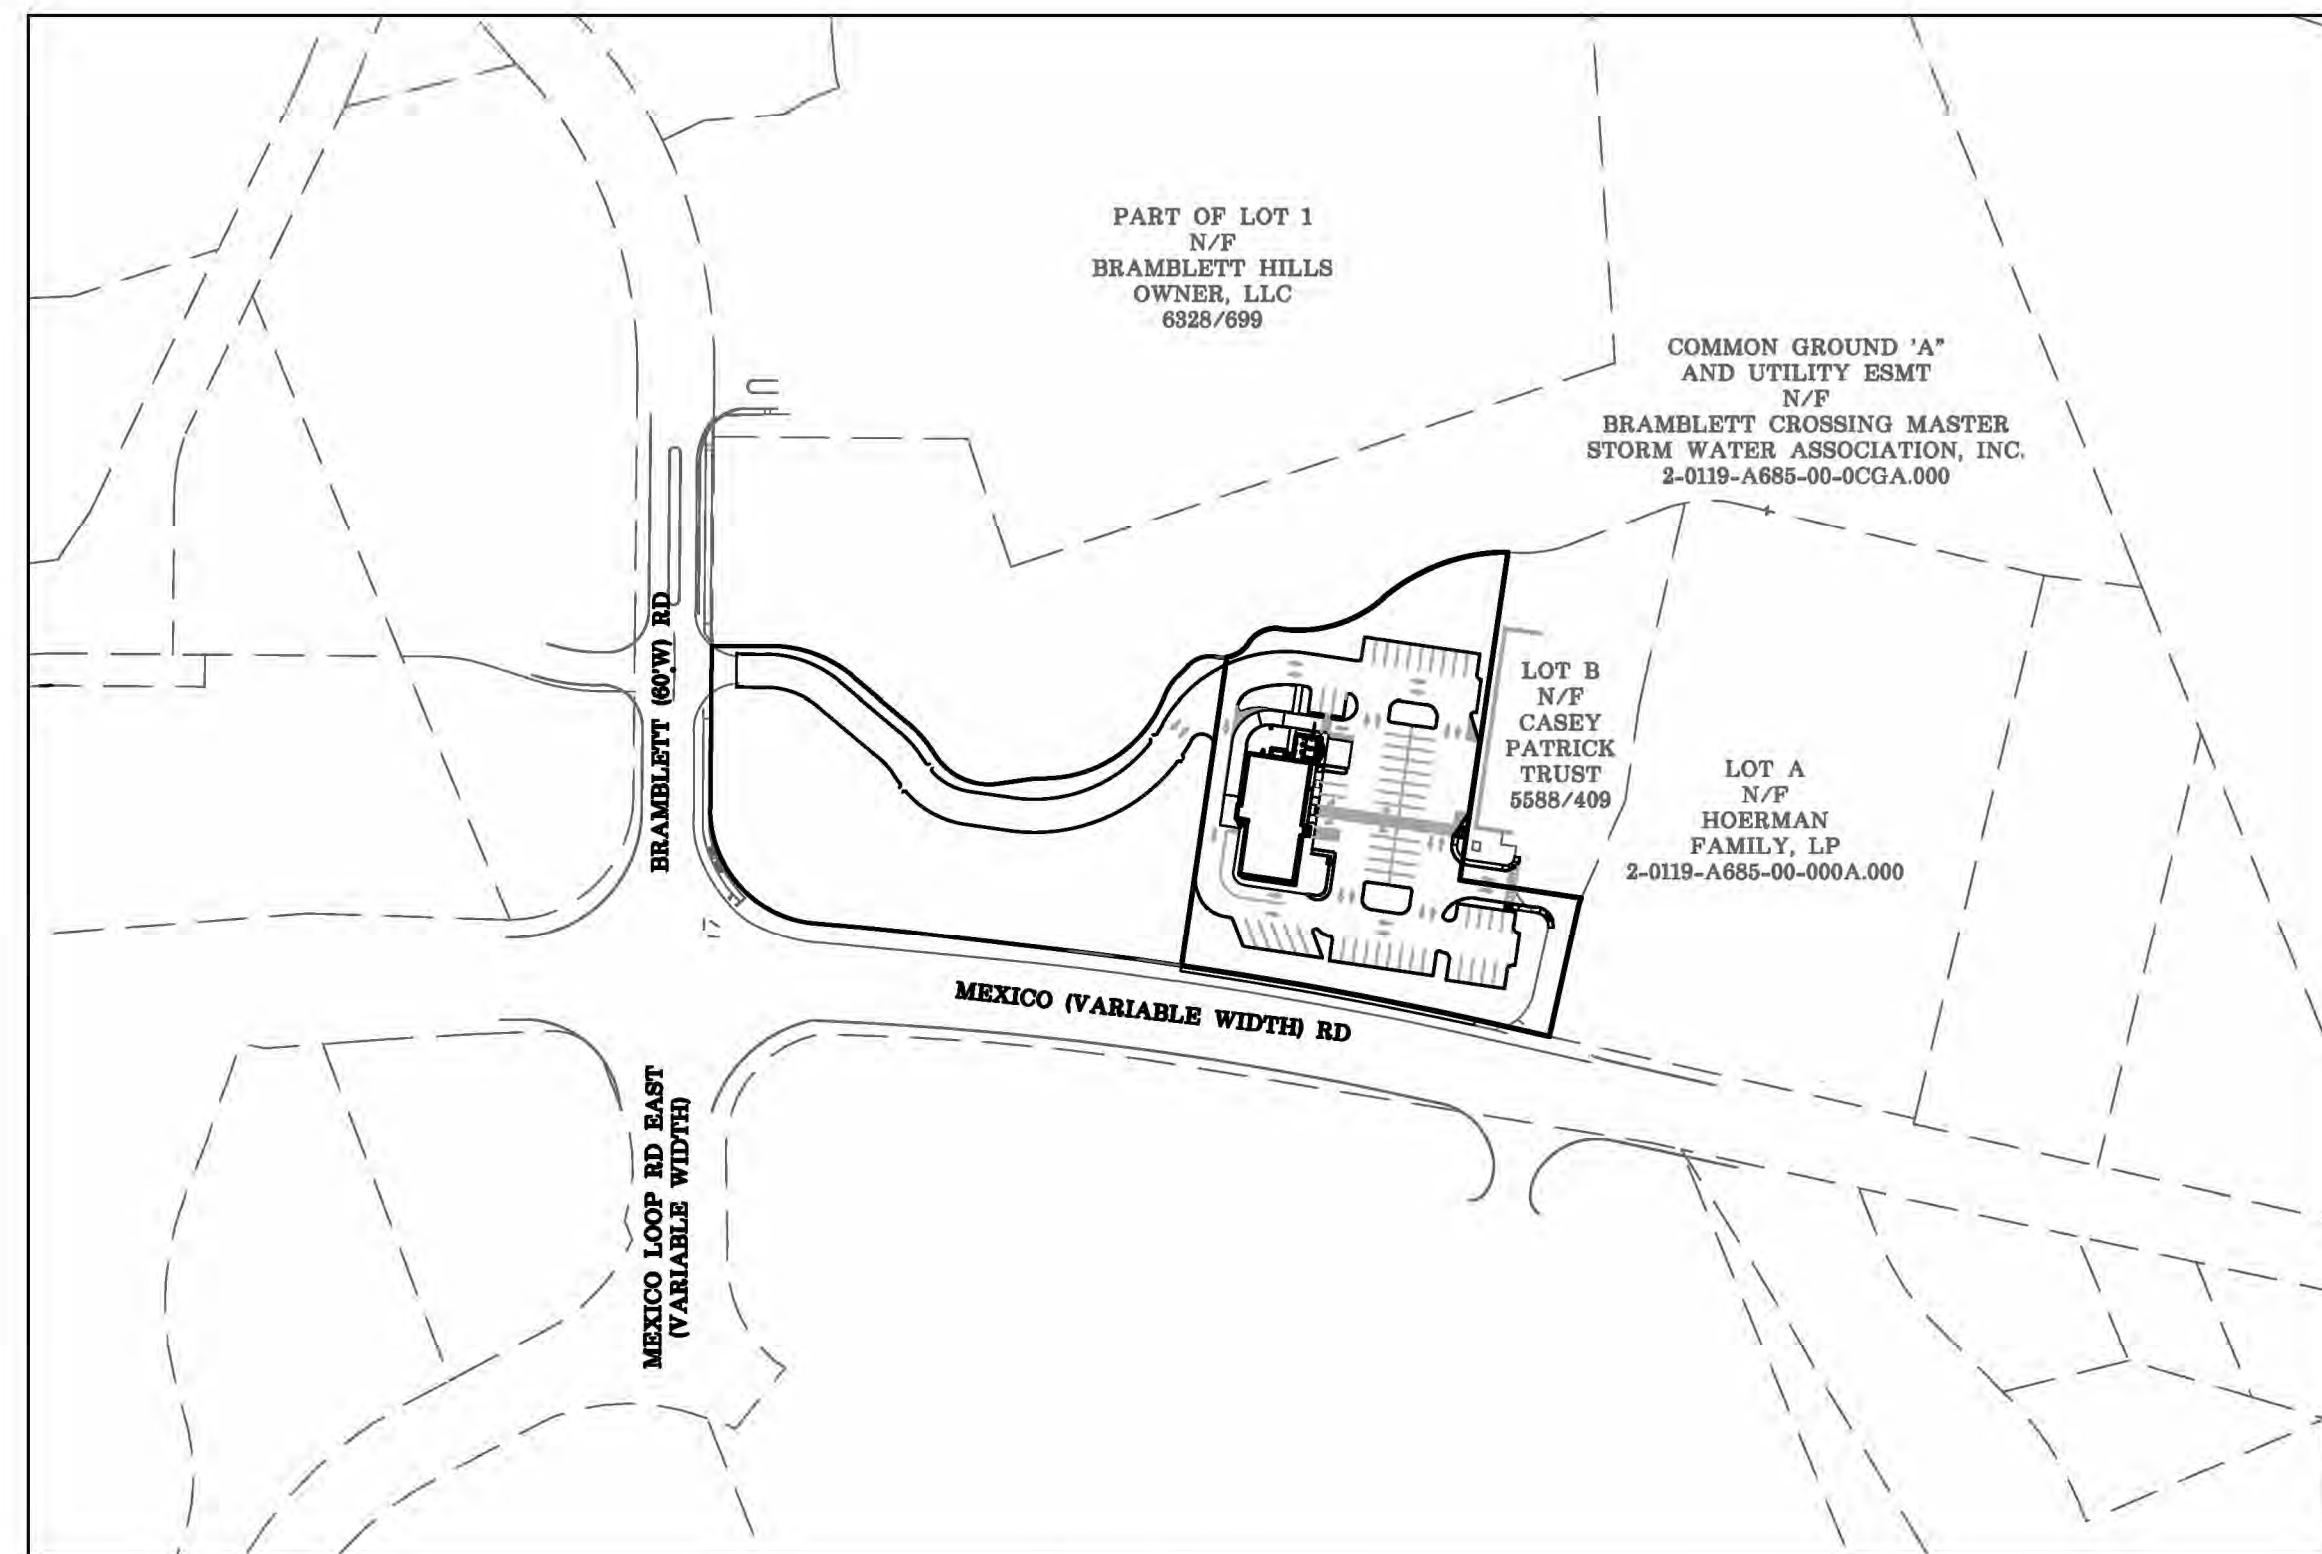 PART OF LOT 1
N/F
BRAMBLETT HILLS
OWNER, LLC
6328/699
COMMON GROUND 'A"
AND UTILITY ESMT
N/F
BRAMBLETT CROSSING MASTER
STORM WATER ASSOCIATION, INC.
2-0119-A685-00-0CGA.000
LOT B
N/F
CASEY
PATRICK
TRUST
5588/409
LOT A
N/F
HOERMAN
FAMILY, LP
2-0119-A685-00-000A.000
BRAMBLETT (60'W) RD
MEXICO (VARIABLE WIDTH) RD
MEXICO LOOP RD EAST
(VARIABLE WIDTH)